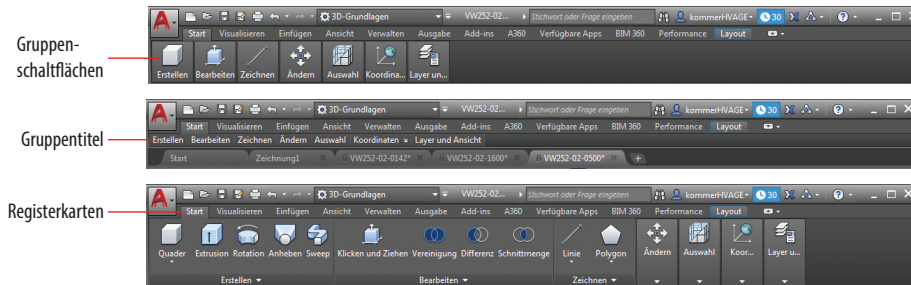 3D-Grundlagen VW252-02... Stichwort oder Frage eingeben kommerHVAGE 30
Start Visualisieren Einfügen Ansicht Verwalten Ausgabe Add-ins A360 Verfügbare Apps BIM 360 Performance Layout
Gruppen-
schaltflächen
Erstellen Bearbeiten Zeichnen Ändern Auswahl Koordina... Layer un...
3D-Grundlagen VW252-02... Stichwort oder Frage eingeben kommerHVAGE 30
Gruppentitel
Start Visualisieren Einfügen Ansicht Verwalten Ausgabe Add-ins A360 Verfügbare Apps BIM 360 Performance Layout
Erstellen Bearbeiten Zeichnen Ändern Auswahl Koordinaten Layer und Ansicht
Start Zeichnung1 VW252-02-0142* VW252-02-1600* VW252-02-0500*
3D-Grundlagen VW252-02... Stichwort oder Frage eingeben kommerHVAGE 30
Registerkarten
Start Visualisieren Einfügen Ansicht Verwalten Ausgabe Add-ins A360 Verfügbare Apps BIM 360 Performance Layout
Quader Extrusion Rotation Anheben Sweep Klicken und Ziehen Vereinigung Differenz Schnittmenge Linie Polygon Ändern Auswahl Koor... Layer u...
Erstellen Bearbeiten Zeichnen